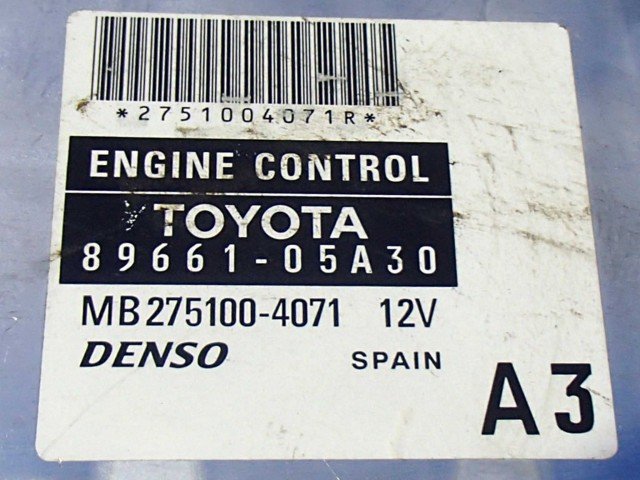 *2751004071R*
ENGINE CONTROL
TOYOTA
89661-05A30
MB275100-4071 12V
DENSO SPAIN
A3